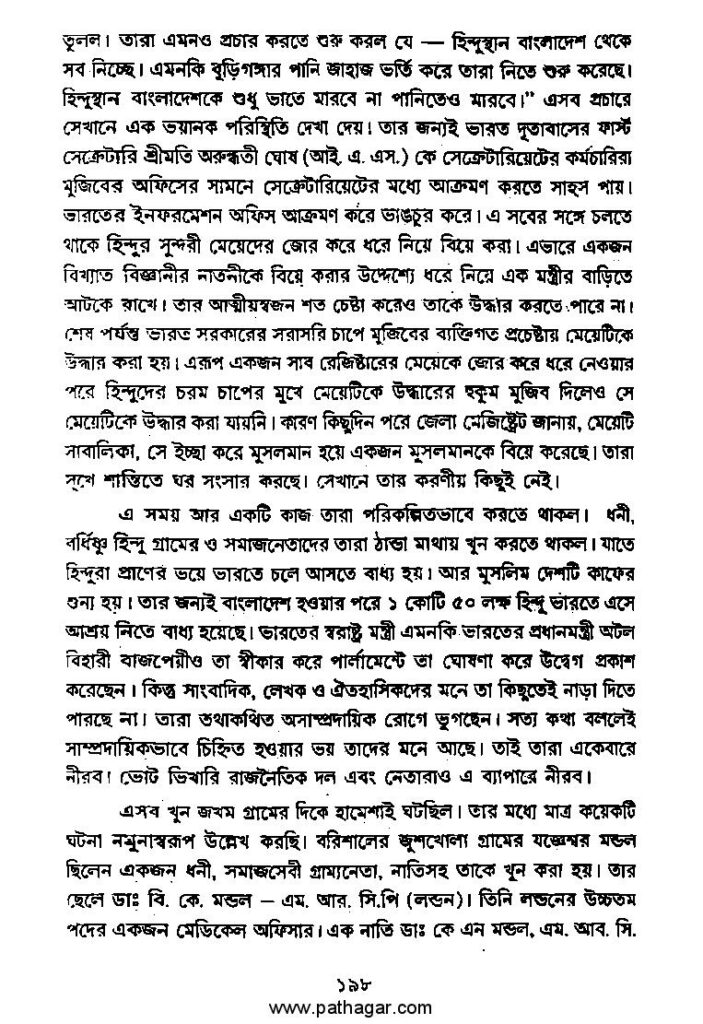 তুলল। তারা এমনও প্রচার করতে শুরু করল যে — হিন্দুস্থান বাংলাদেশ থেকে
সব নিচ্ছে। এমনকি বুড়িগঙ্গার পানি জাহাজ ভর্তি করে তারা নিতে শুরু করেছে।
হিন্দুস্থান বাংলাদেশকে শুধু ভাতে মারবে না পানিতেও মারবে।" এসব প্রচারে
সেখানে এক ভয়ানক পরিস্থিতি দেখা দেয়। তার জন্যই ভারত দূতাবাসের ফার্স্ট
সেক্রেটারি শ্রীমতি অরুন্ধতী ঘোষ (আই. এ. এস.) কে সেক্রেটারিয়েটের কর্মচারিরা
মুজিবের অফিসের সামনে সেক্রেটারিয়েটের মধ্যে আক্রমণ করতে সাহস পায়।
ভারতের ইনফরমেশন অফিস আক্রমণ করে ভাঙচুর করে। এ সবের সঙ্গে চলতে
থাকে হিন্দুর সুন্দরী মেয়েদের জোর করে ধরে নিয়ে বিয়ে করা। এভারে একজন
বিখ্যাত বিজ্ঞানীর নাতনীকে বিয়ে করার উদ্দেশ্যে ধরে নিয়ে এক মন্ত্রীর বাড়িতে
আটকে রাখে। তার আত্মীয়স্বজন শত চেষ্টা করেও তাকে উদ্ধার করতে পারে না।
শেষ পর্যন্ত ভারত সরকারের সরাসরি চাপে মুজিবের ব্যক্তিগত প্রচেষ্টায় মেয়েটিকে
উদ্ধার করা হয়। এরূপ একজন সাব রেজিষ্টারের মেয়েকে জোর করে ধরে নেওয়ার
পরে হিন্দুদের চরম চাপের মুখে মেয়েটিকে উদ্ধারের হুকুম মুজিব দিলেও সে
মেয়েটিকে উদ্ধার করা যায়নি। কারণ কিছুদিন পরে জেলা মেজিষ্ট্রেট জানায়, মেয়েটি
সাবালিকা, সে ইচ্ছা করে মুসলমান হয়ে একজন মুসলমানকে বিয়ে করেছে। তারা
সুখে শান্তিতে ঘর সংসার করছে। সেখানে তার করণীয় কিছুই নেই।
এ সময় আর একটি কাজ তারা পরিকল্পিতভাবে করতে থাকল। ধনী,
বর্ধিষ্ণু হিন্দু গ্রামের ও সমাজনেতাদের তারা ঠান্ডা মাথায় খুন করতে থাকল। যাতে
হিন্দুরা প্রাণের ভয়ে ভারতে চলে আসতে বাধ্য হয়। আর মুসলিম দেশটি কাফের
শুন্য হয়। তার জন্যই বাংলাদেশ হওয়ার পরে ১ কোটি ৫০ লক্ষ হিন্দু ভারতে এসে
আশ্রয় নিতে বাধ্য হয়েছে। ভারতের স্বরাষ্ট্র মন্ত্রী এমনকি ভারতের প্রধানমন্ত্রী অটল
বিহারী বাজপেয়ীও তা স্বীকার করে পার্লামেন্টে তা ঘোষণা করে উদ্বেগ প্রকাশ
করেছেন। কিন্তু সাংবাদিক, লেখক ও ঐতহাসিকদের মনে তা কিছুতেই নাড়া দিতে
পারছে না। তারা তথাকথিত অসাম্প্রদায়িক রোগে ভুগছেন। সত্য কথা বললেই
সাম্প্রদায়িকভাবে চিহ্নিত হওয়ার ভয় তাদের মনে আছে। তাই তারা একেবারে
নীরব! ভোট ভিখারি রাজনৈতিক দল এবং নেতারাও এ ব্যাপারে নীরব।
এসব খুন জখম গ্রামের দিকে হামেশাই ঘটছিল। তার মধ্যে মাত্র কয়েকটি
ঘটনা নমুনাস্বরূপ উল্লেখ করছি। বরিশালের জুশখোলা গ্রামের যজ্ঞেশ্বর মন্ডল
ছিলেন একজন ধনী, সমাজসেবী গ্রাম্যনেতা, নাতিসহ তাকে খুন করা হয়। তার
ছেলে ডাঃ বি. কে. মন্ডল – এম. আর. সি.পি (লন্ডন)। তিনি লন্ডনের উচ্চতম
পদের একজন মেডিকেল অফিসার। এক নাতি ডাঃ কে এন মন্ডল, এম. আব. সি.
১৯৮
www.pathagar.com